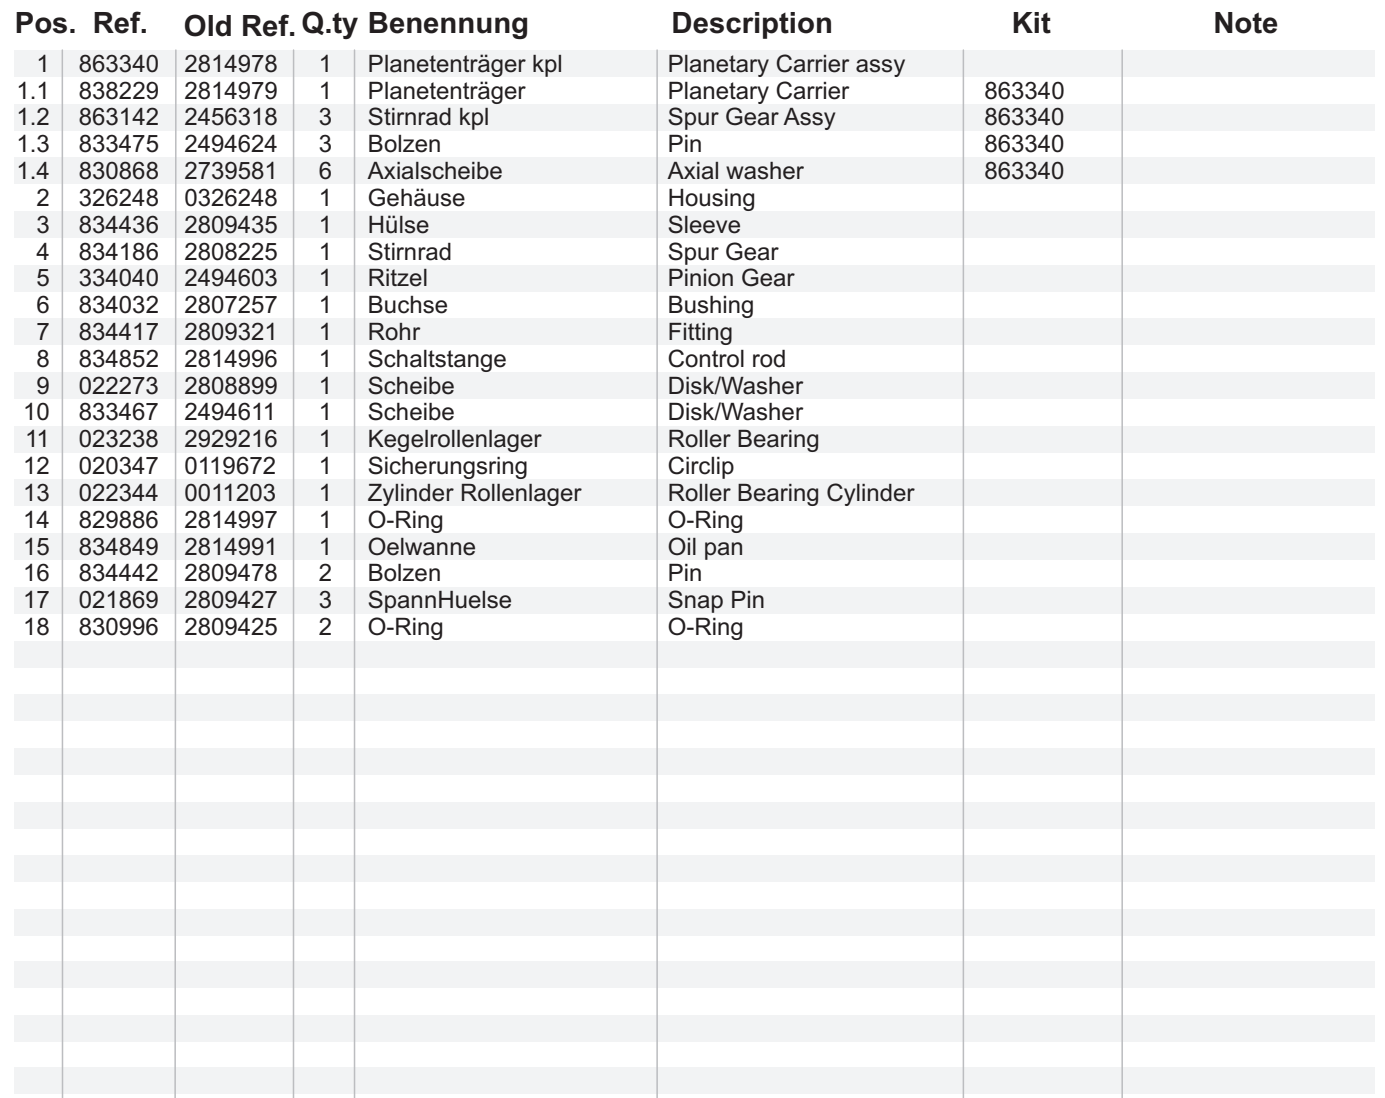 Pos. Ref. Old Ref. Q.ty Benennung Description Kit Note
1 863340 2814978 1 Planetenträger kpl Planetary Carrier assy
1.1 838229 2814979 1 Planetenträger Planetary Carrier 863340
1.2 863142 2456318 3 Stirnrad kpl Spur Gear Assy 863340
1.3 833475 2494624 3 Bolzen Pin 863340
1.4 830868 2739581 6 Axialscheibe Axial washer 863340
2 326248 0326248 1 Gehäuse Housing
3 834436 2809435 1 Hülse Sleeve
4 834186 2808225 1 Stirnrad Spur Gear
5 334040 2494603 1 Ritzel Pinion Gear
6 834032 2807257 1 Buchse Bushing
7 834417 2809321 1 Rohr Fitting
8 834852 2814996 1 Schaltstange Control rod
9 022273 2808899 1 Scheibe Disk/Washer
10 833467 2494611 1 Scheibe Disk/Washer
11 023238 2929216 1 Kegelrollenlager Roller Bearing
12 020347 0119672 1 Sicherungsring Circlip
13 022344 0011203 1 Zylinder Rollenlager Roller Bearing Cylinder
14 829886 2814997 1 O-Ring O-Ring
15 834849 2814991 1 Oelwanne Oil pan
16 834442 2809478 2 Bolzen Pin
17 021869 2809427 3 SpannHuelse Snap Pin
18 830996 2809425 2 O-Ring O-Ring